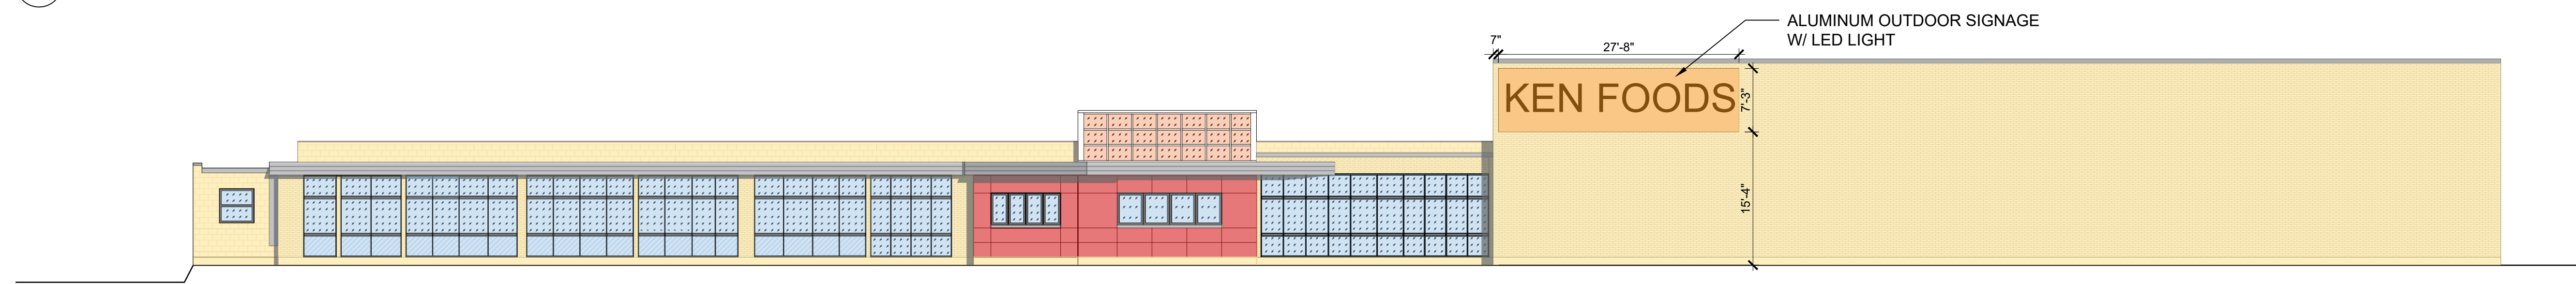 ALUMINUM OUTDOOR SIGNAGE
W/ LED LIGHT
7"
27'-8"
KEN FOODS
7'-3"
15'-4"